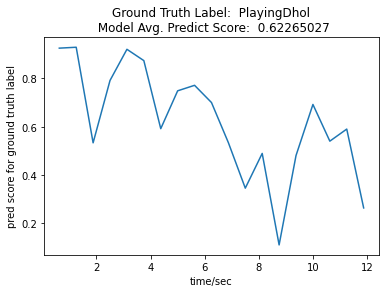 Ground Truth Label:  PlayingDhol
Model Avg. Predict Score:  0.62265027
pred score for ground truth label
0.8
0.6
0.4
0.2
2
4
6
8
10
12
time/sec